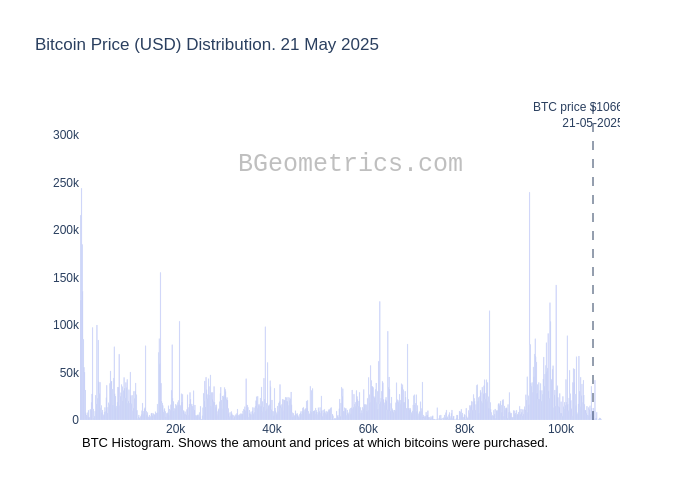 Bitcoin Price (USD) Distribution. 21 May 2025
BTC price $1066
21-05-2025
BGeometrics.com
300k
250k
200k
150k
100k
50k
0
20k 40k 60k 80k 100k
BTC Histogram. Shows the amount and prices at which bitcoins were purchased.